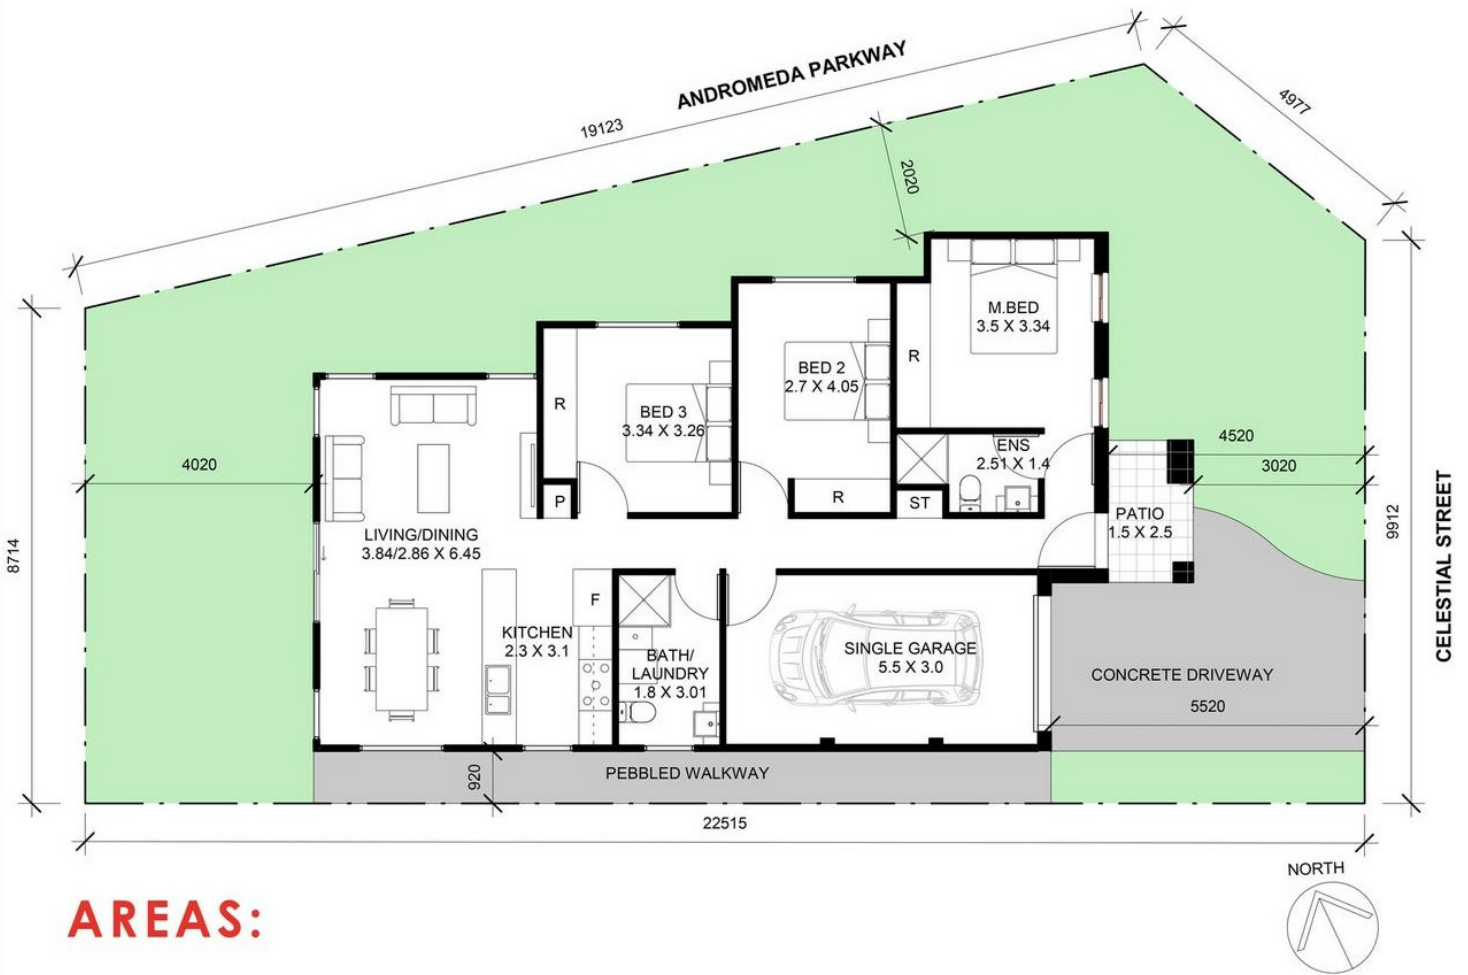 ANDROMEDA PARKWAY
19123
4977
2020
M.BED
3.5 X 3.34
R
BED 2
2.7 X 4.05
R
BED 3
3.34 X 3.26
R
4520
ENS
2.51 X 1.4
3020
4020
P
R
ST
PATIO
1.5 X 2.5
9912
CELESTIAL STREET
LIVING/DINING
3.84/2.86 X 6.45
8714
F
KITCHEN
2.3 X 3.1
BATH/
LAUNDRY
1.8 X 3.01
SINGLE GARAGE
5.5 X 3.0
CONCRETE DRIVEWAY
5520
920
PEBBLED WALKWAY
22515
NORTH
AREAS: